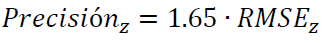 Precisión_z = 1.65 · RMSE_z